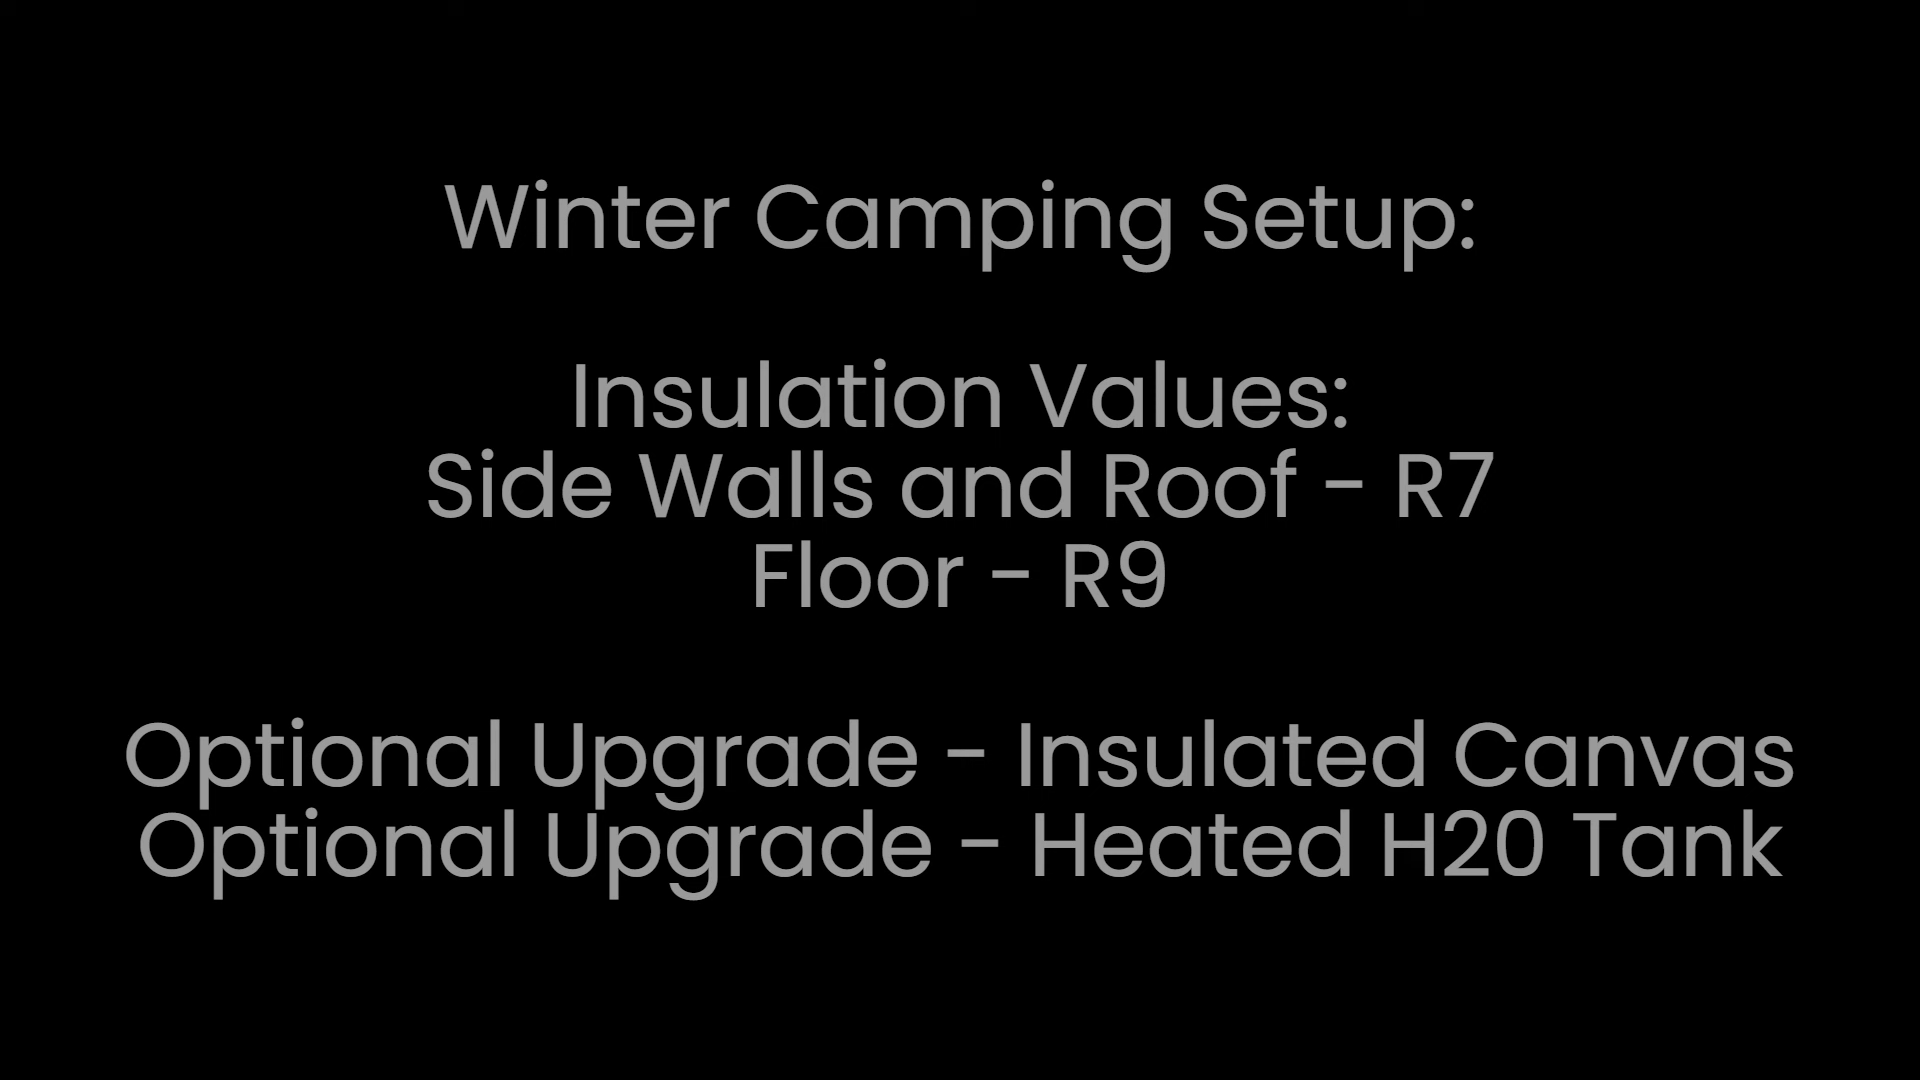 Winter Camping Setup:
Insulation Values:
Side Walls and Roof - R7
Floor - R9
Optional Upgrade - Insulated Canvas
Optional Upgrade - Heated H20 Tank